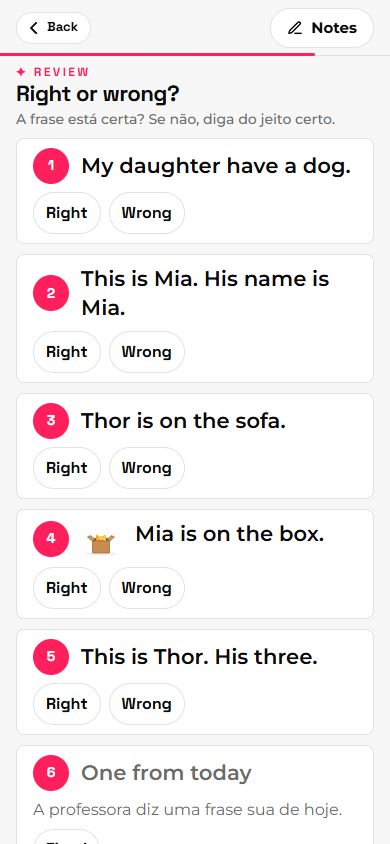 Back
Notes
✦ REVIEW
Right or wrong?
A frase está certa? Se não, diga do jeito certo.
1 My daughter have a dog.
Right Wrong
2 This is Mia. His name is
Mia.
Right Wrong
3 Thor is on the sofa.
Right Wrong
4 Mia is on the box.
Right Wrong
5 This is Thor. His three.
Right Wrong
6 One from today
A professora diz uma frase sua de hoje.